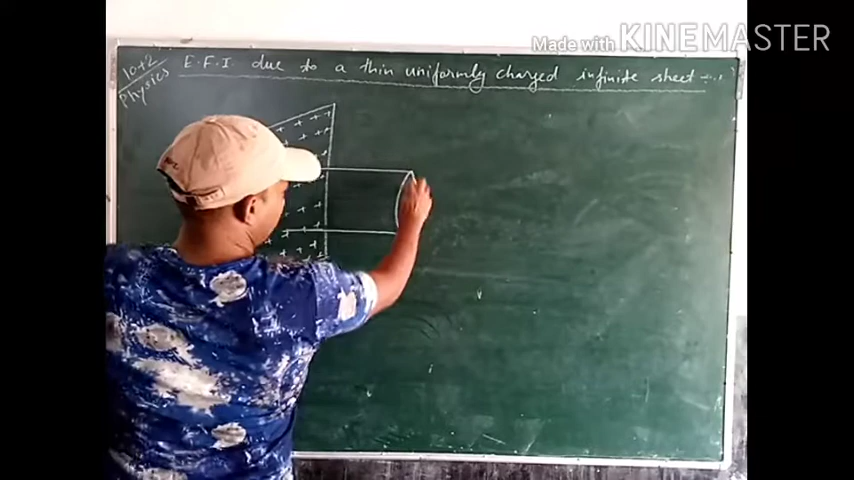 Made with KINEMASTER
10+2
Physics
E.F.I due to a thin uniformly charged infinite sheet ÷.